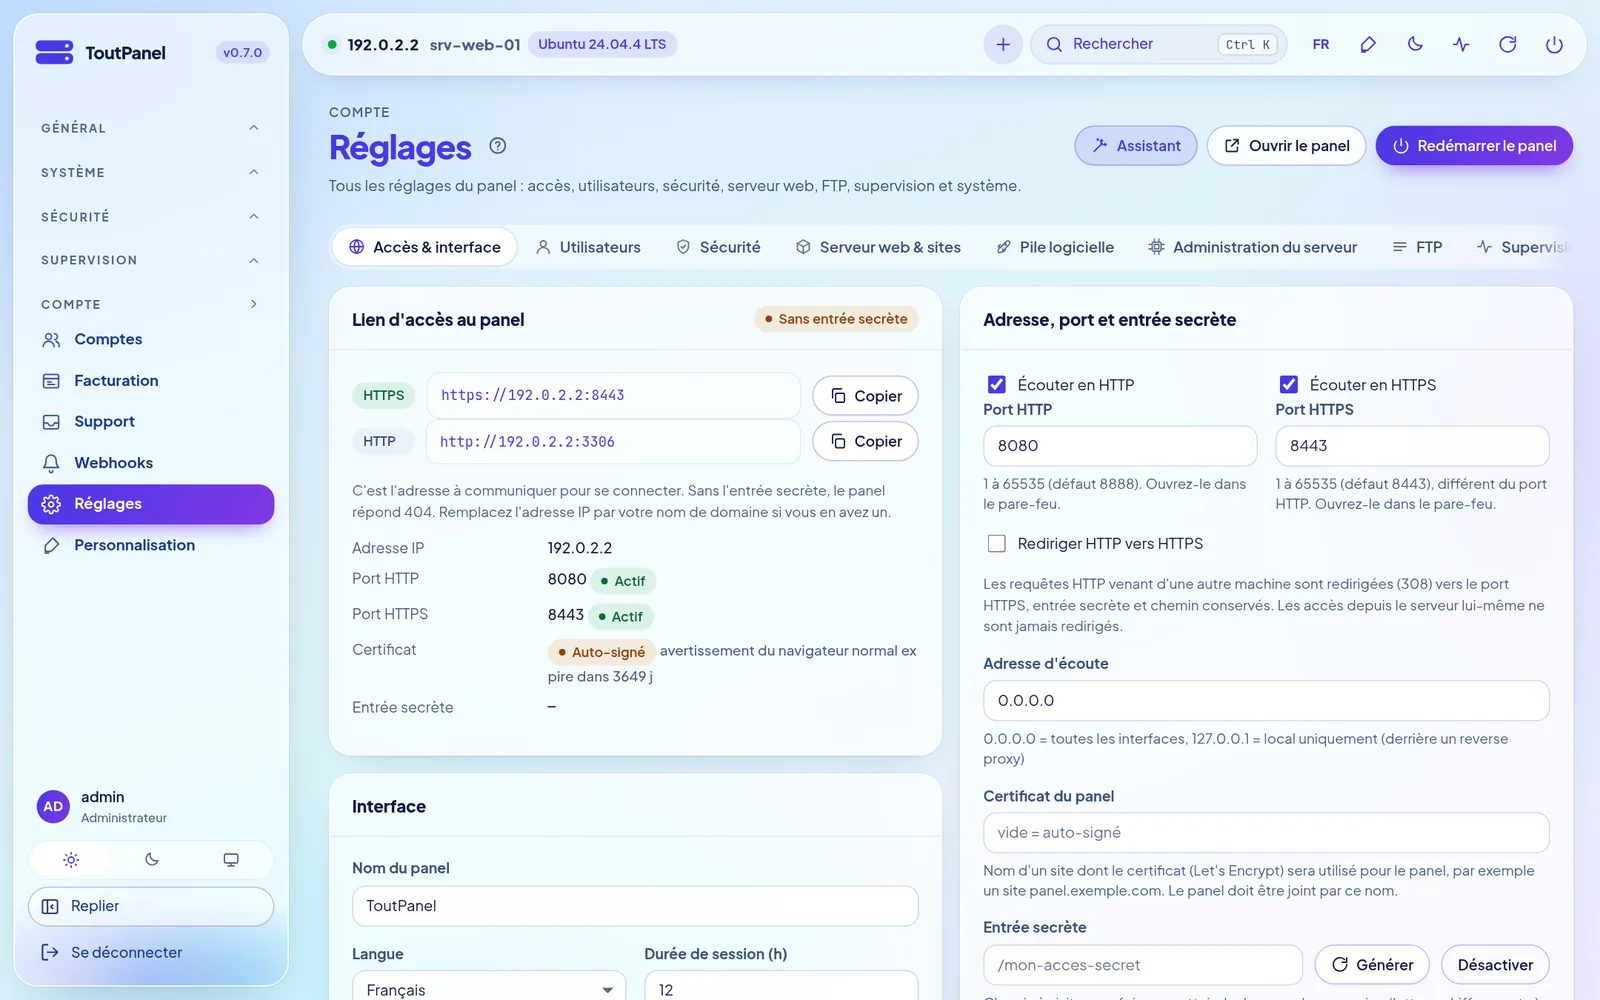 ToutPanel
v0.7.0
GÉNÉRAL
SYSTÈME
SÉCURITÉ
SUPERVISION
COMPTE
Comptes
Facturation
Support
Webhooks
Réglages
Personnalisation
AD
admin
Administrateur
Replier
Se déconnecter
192.0.2.2 srv-web-01 Ubuntu 24.04.4 LTS
Rechercher Ctrl K
FR
COMPTE
Réglages
Tous les réglages du panel : accès, utilisateurs, sécurité, serveur web, FTP, supervision et système.
Assistant
Ouvrir le panel
Redémarrer le panel
Accès & interface
Utilisateurs
Sécurité
Serveur web & sites
Pile logicielle
Administration du serveur
FTP
Lien d'accès au panel
Sans entrée secrète
HTTPS https://192.0.2.2:8443 Copier
HTTP http://192.0.2.2:3306 Copier
C'est l'adresse à communiquer pour se connecter. Sans l'entrée secrète, le panel
répond 404. Remplacez l'adresse IP par votre nom de domaine si vous en avez un.
Adresse IP 192.0.2.2
Port HTTP 8080 Actif
Port HTTPS 8443 Actif
Certificat Auto-signé avertissement du navigateur normal ex
pire dans 3649 j
Entrée secrète –
Interface
Nom du panel
ToutPanel
Langue
Français
Durée de session (h)
12
Adresse, port et entrée secrète
Écouter en HTTP
Port HTTP
8080
1 à 65535 (défaut 8888). Ouvrez-le dans
le pare-feu.
Écouter en HTTPS
Port HTTPS
8443
1 à 65535 (défaut 8443), différent du port
HTTP. Ouvrez-le dans le pare-feu.
Rediriger HTTP vers HTTPS
Les requêtes HTTP venant d'une autre machine sont redirigées (308) vers le port
HTTPS, entrée secrète et chemin conservés. Les accès depuis le serveur lui-même ne
sont jamais redirigés.
Adresse d'écoute
0.0.0.0
0.0.0.0 = toutes les interfaces, 127.0.0.1 = local uniquement (derrière un reverse
proxy)
Certificat du panel
vide = auto-signé
Nom d'un site dont le certificat (Let's Encrypt) sera utilisé pour le panel, par exemple
un site panel.exemple.com. Le panel doit être joint par ce nom.
Entrée secrète
/mon-acces-secret
Générer
Désactiver